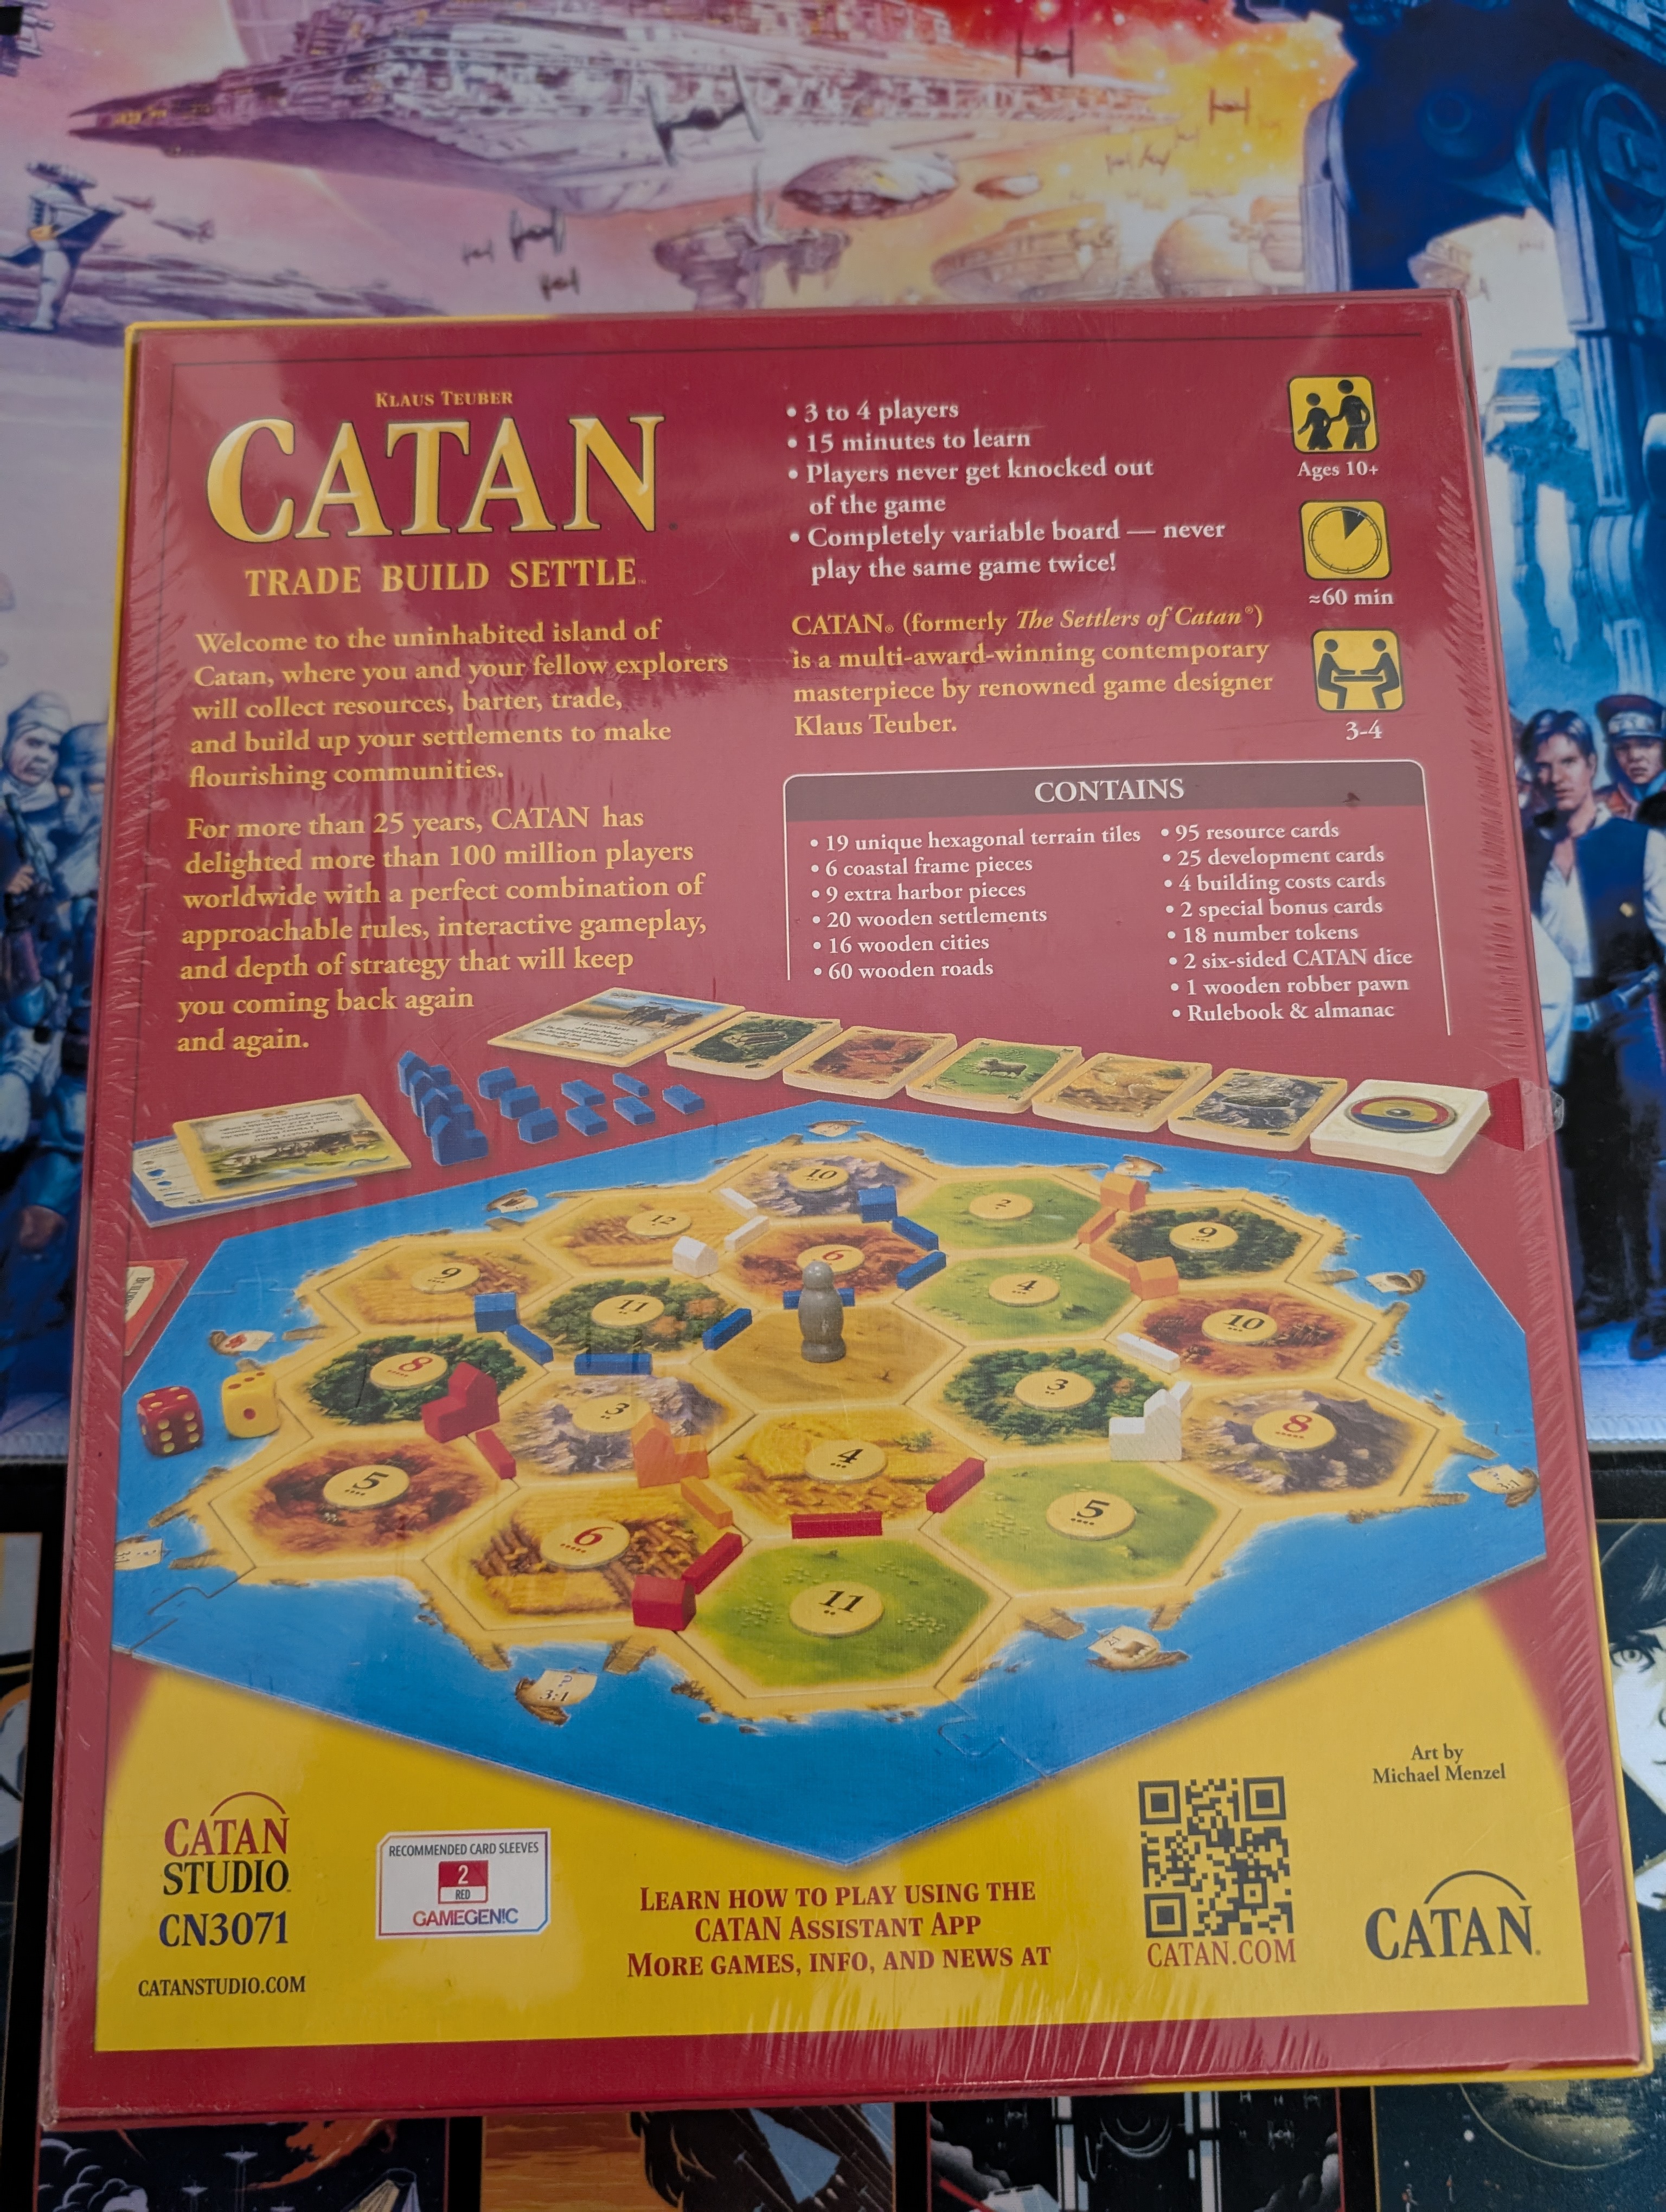 KLAUS TEUBER
CATAN®
TRADE BUILD SETTLE™
Welcome to the uninhabited island of
Catan, where you and your fellow explorers
will collect resources, barter, trade,
and build up your settlements to make
flourishing communities.
For more than 25 years, CATAN has
delighted more than 100 million players
worldwide with a perfect combination of
approachable rules, interactive gameplay,
and depth of strategy that will keep
you coming back again
and again.
• 3 to 4 players
• 15 minutes to learn
• Players never get knocked out
of the game
• Completely variable board — never
play the same game twice!
CATAN® (formerly The Settlers of Catan®)
is a multi-award-winning contemporary
masterpiece by renowned game designer
Klaus Teuber.
Ages 10+
≈60 min
3-4
CONTAINS
• 19 unique hexagonal terrain tiles
• 6 coastal frame pieces
• 9 extra harbor pieces
• 20 wooden settlements
• 16 wooden cities
• 60 wooden roads
• 95 resource cards
• 25 development cards
• 4 building costs cards
• 2 special bonus cards
• 18 number tokens
• 2 six-sided CATAN dice
• 1 wooden robber pawn
• Rulebook & almanac
10
2
12
9
6
9
4
11
10
8
3
3
8
4
5
5
6
11
?
3:1
Art by
Michael Menzel
CATAN
STUDIO
CN3071
CATANSTUDIO.COM
RECOMMENDED CARD SLEEVES
2
RED
GAMEGENIC
LEARN HOW TO PLAY USING THE
CATAN ASSISTANT APP
MORE GAMES, INFO, AND NEWS AT
CATAN.COM
CATAN®